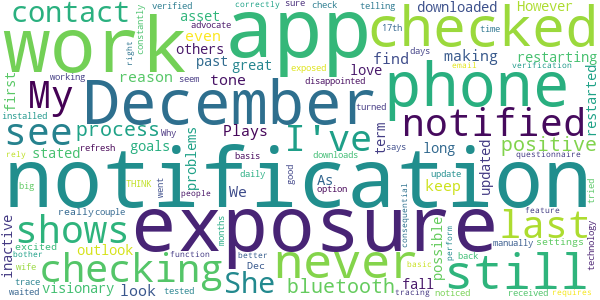 contact work app checked downloaded constantly verified correctly sure check telling
right asset advocate 17th exposed days
However even others past find making email verification
reason tone great love restarting time working
first My December phone installed seem disappointed turned
see I've notified restarted
process Plays term
stated goals problems We She As long updated positive Why refresh
rely downloads basis questionnaire
THINK daily option good update says tried
big notification
inactive exposure last
really couple people went months consequential
shows never still
excited outlook keep possible feature manually settings technology
bother wife checking bluetooth basic
visionary Dec function better perform noticed back
trace waited tested look fall tracing received requires